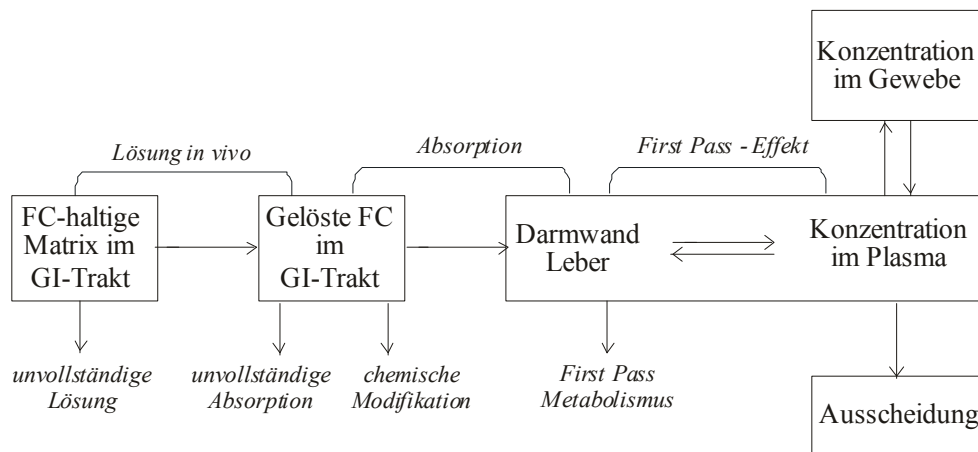 Konzentration
im Gewebe
Lösung in vivo
Absorption
First Pass - Effekt
FC-haltige
Matrix im
GI-Trakt
Gelöste FC
im
GI-Trakt
Darmwand
Leber
Konzentration
im Plasma
unvollständige
Lösung
unvollständige
Absorption
chemische
Modifikation
First Pass
Metabolismus
Ausscheidung